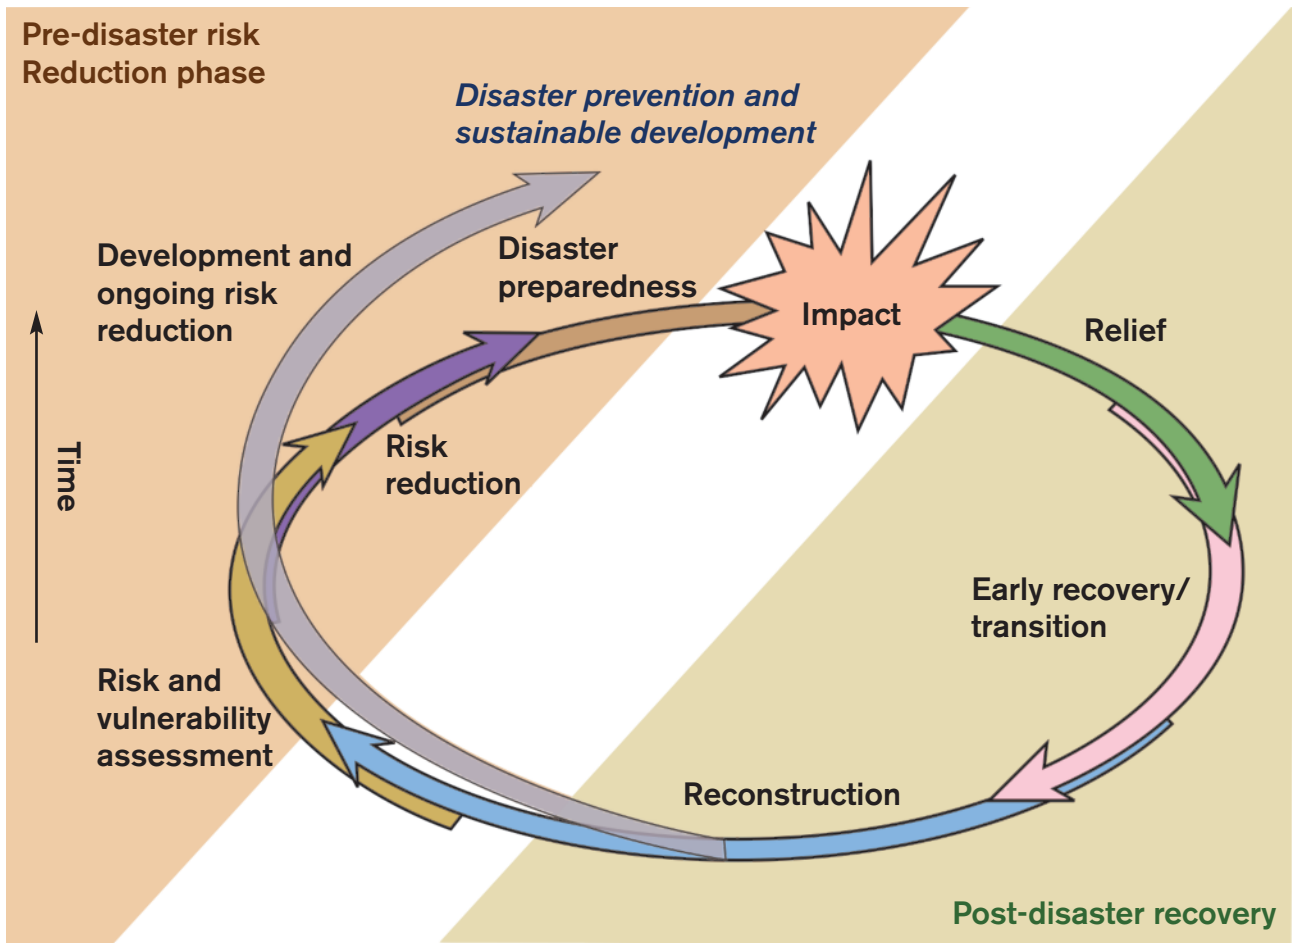 Pre-disaster risk
Reduction phase
Disaster prevention and
sustainable development
Development and
ongoing risk
reduction
Disaster
preparedness
Impact
Relief
Time
Risk
reduction
Early recovery/
transition
Risk and
vulnerability
assessment
Reconstruction
Post-disaster recovery